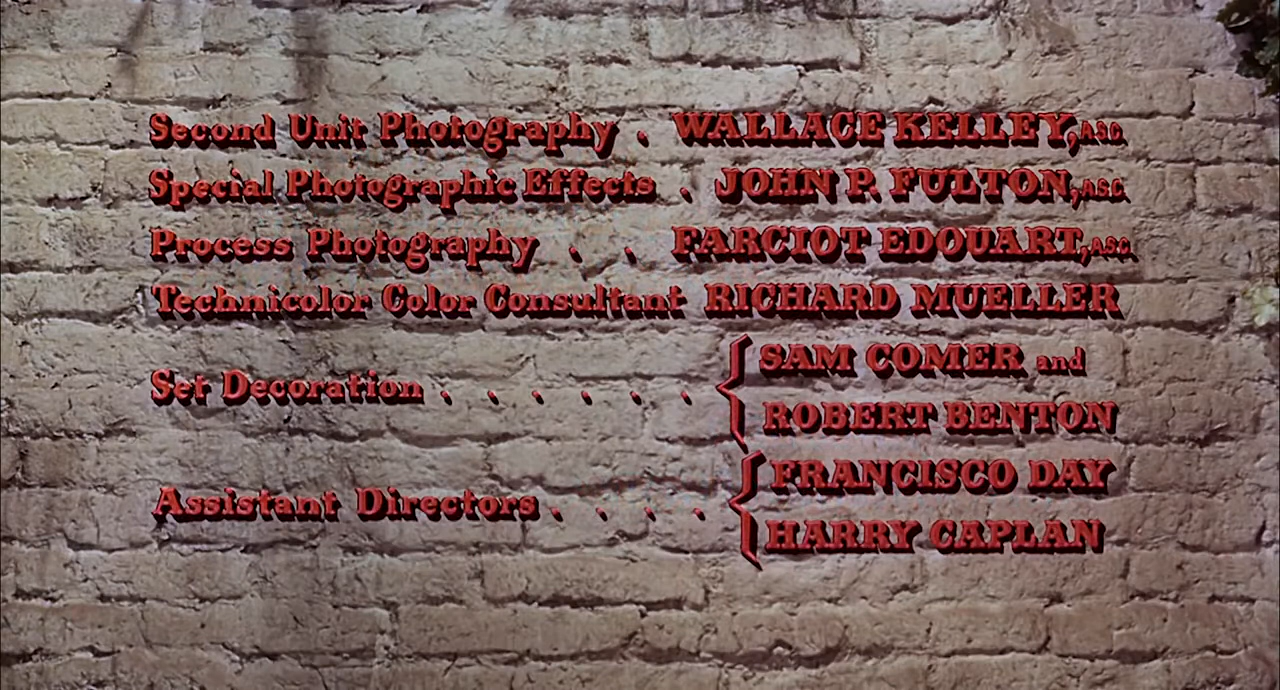 Second Unit Photography . WALLACE KELLEY, A.S.C.
Special Photographic Effects . JOHN P. FULTON, A.S.C.
Process Photography . . FARCIOT EDOUART, A.S.C.
Technicolor Color Consultant RICHARD MUELLER
Set Decoration . . . . . . { SAM COMER and
ROBERT BENTON
Assistant Directors . . . . { FRANCISCO DAY
HARRY CAPLAN